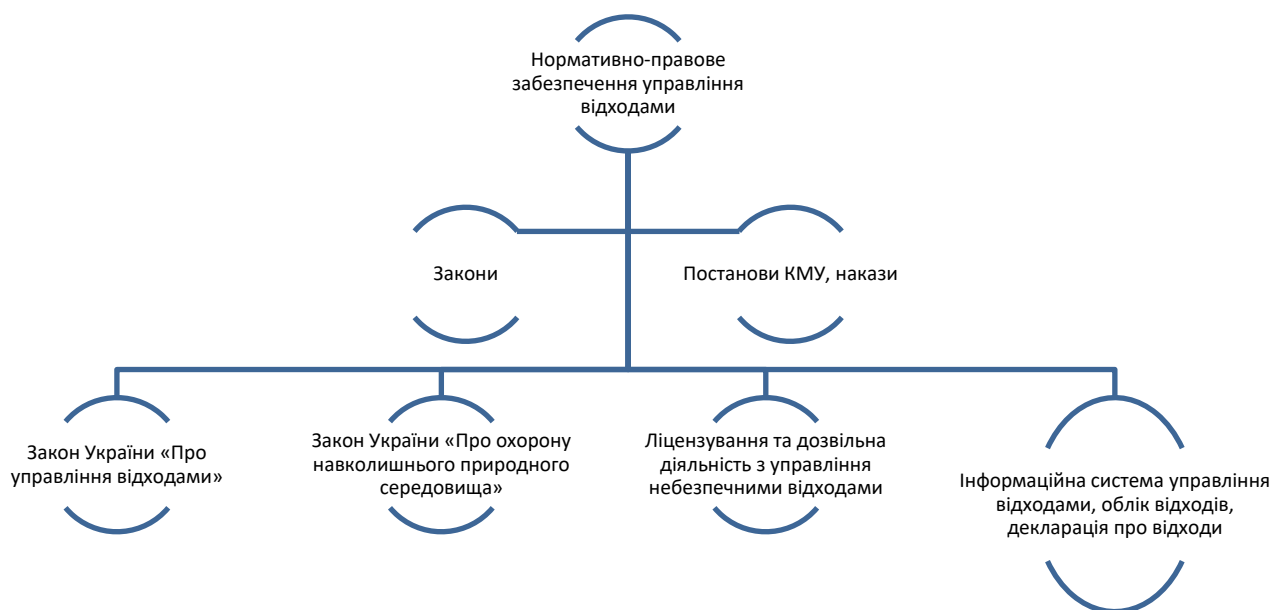 Нормативно-правове
забезпечення управління
відходами
Закони
Постанови КМУ, накази
Закон України «Про
управління відходами»
Закон України «Про охорону
навколишнього природного
середовища»
Ліцензування та дозвільна
діяльність з управління
небезпечними відходами
Інформаційна система управління
відходами, облік відходів,
декларація про відходи